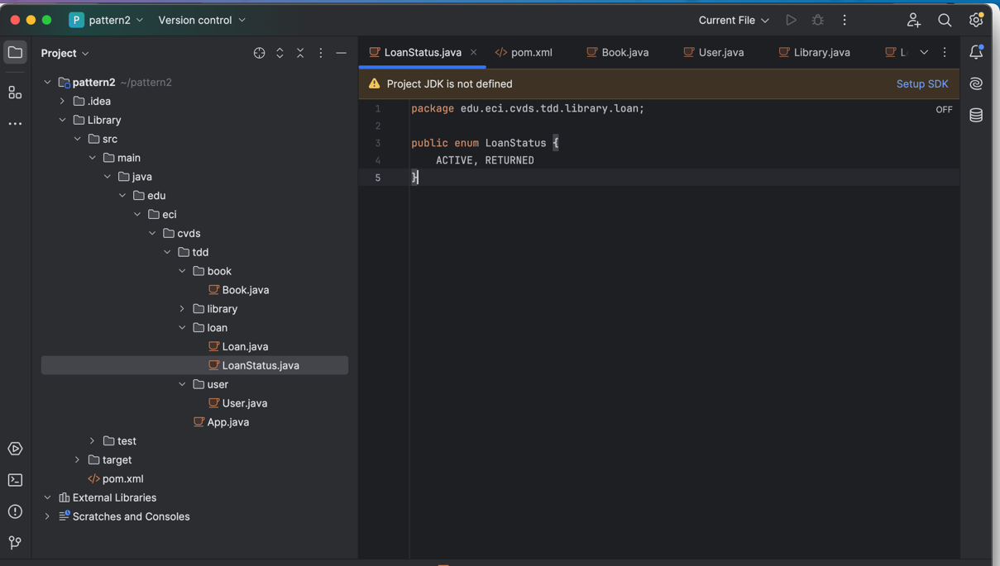 P pattern2 Version control Current File
Project
LoanStatus.java pom.xml Book.java User.java Library.java
pattern2 ~/pattern2
.idea
Library
src
main
java
edu
eci
cvds
tdd
book
Book.java
library
loan
Loan.java
LoanStatus.java
user
User.java
App.java
test
target
pom.xml
External Libraries
Scratches and Consoles
Project JDK is not defined Setup SDK
OFF
1 package edu.eci.cvds.tdd.library.loan;
2
3 public enum LoanStatus {
4 ACTIVE, RETURNED
5 }